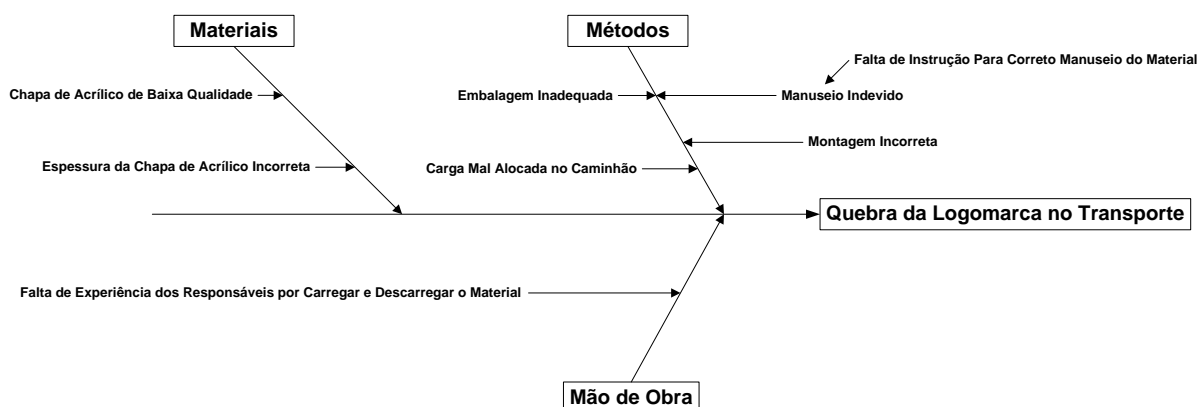 Materiais
Métodos
Falta de Instrução Para Correto Manuseio do Material
Chapa de Acrílico de Baixa Qualidade
Embalagem Inadequada
Manuseio Indevido
Montagem Incorreta
Espessura da Chapa de Acrílico Incorreta
Carga Mal Alocada no Caminhão
Quebra da Logomarca no Transporte
Falta de Experiência dos Responsáveis por Carregar e Descarregar o Material
Mão de Obra